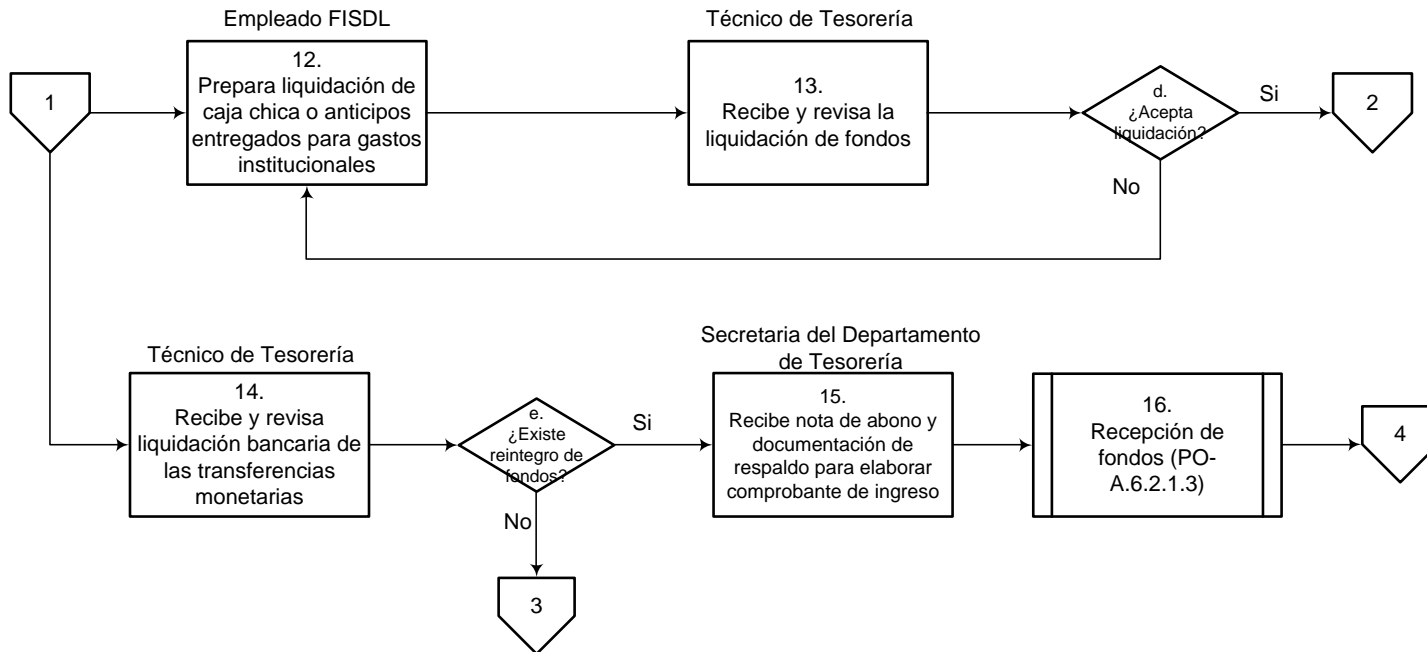 Empleado FISDL
Técnico de Tesorería
1
12.
Prepara liquidación de
caja chica o anticipos
entregados para gastos
institucionales
13.
Recibe y revisa la
liquidación de fondos
d.
¿Acepta
liquidación?
Si
2
No
Técnico de Tesorería
Secretaria del Departamento
de Tesorería
14.
Recibe y revisa
liquidación bancaria de
las transferencias
monetarias
e.
¿Existe
reintegro de
fondos?
Si
15.
Recibe nota de abono y
documentación de
respaldo para elaborar
comprobante de ingreso
16.
Recepción de
fondos (PO-
A.6.2.1.3)
4
No
3